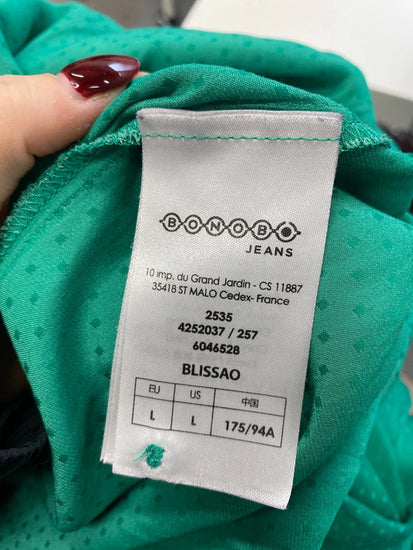 BONOBO
JEANS
10 imp. du Grand Jardin - CS 11887
35418 ST MALO Cedex- France
2535
4252037 / 257
6046528
BLISSAO
EU US 中国
L L 175/94A